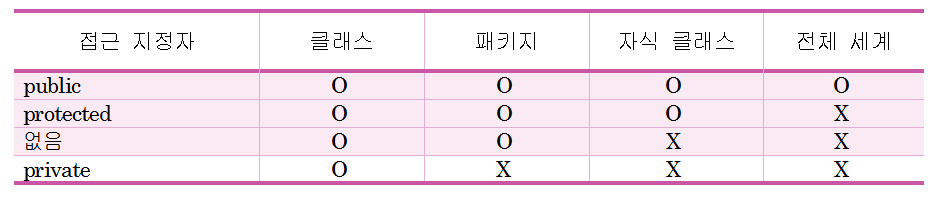 접근 지정자 클래스 패키지 자식 클래스 전체 세계
public O O O O
protected O O O X
없음 O O X X
private O X X X